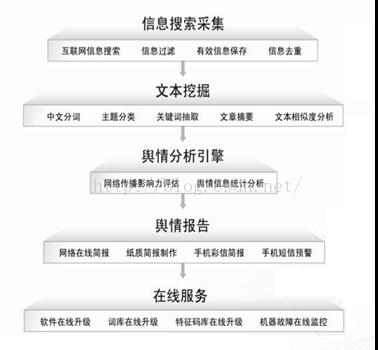 信息搜索采集
互联网信息搜索 信息过滤 有效信息保存 信息去重
文本挖掘
中文分词 主题分类 关键词抽取 文章摘要 文本相似度分析
舆情分析引擎
网络传播影响力评估 舆情信息统计分析
http://blog.csdn.net/
舆情报告
网络在线简报 纸质简报制作 手机彩信简报 手机短信预警
在线服务
软件在线升级 词库在线升级 特征码库在线升级 机器故障在线监控